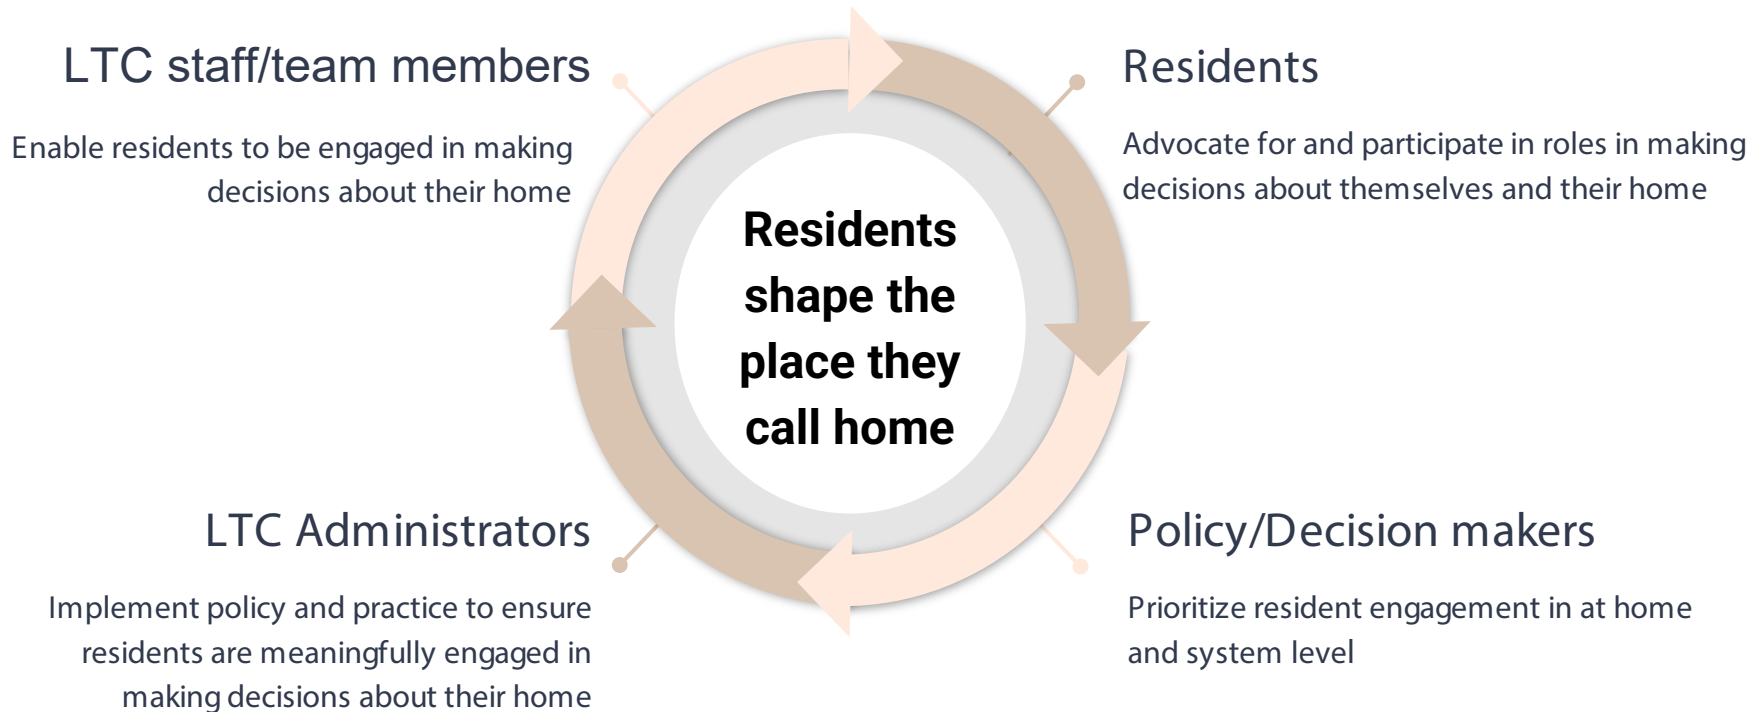 LTC staff/team members
Enable residents to be engaged in making
decisions about their home
Residents
Advocate for and participate in roles in making
decisions about themselves and their home
Residents
shape the
place they
call home
LTC Administrators
Implement policy and practice to ensure
residents are meaningfully engaged in
making decisions about their home
Policy/Decision makers
Prioritize resident engagement in at home
and system level